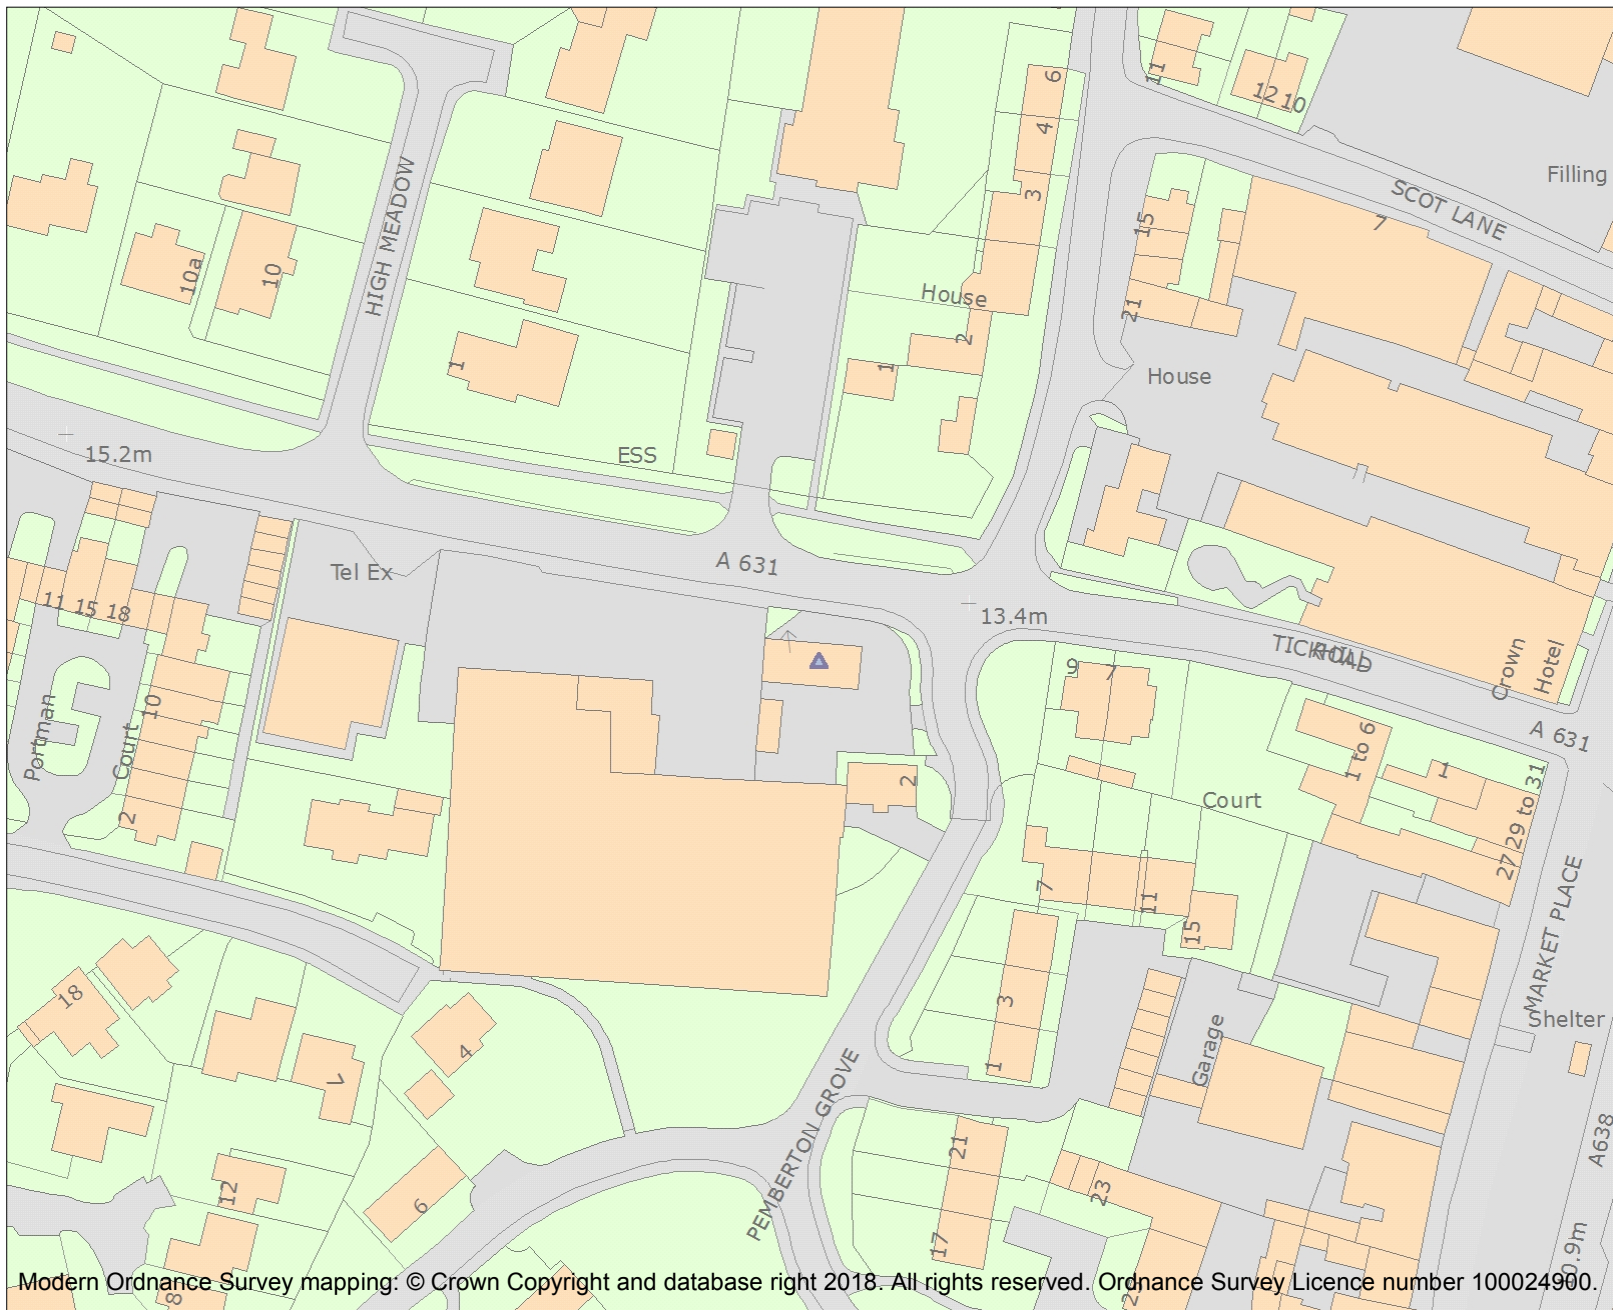 6
11
12 10
4
Filling
SCOT LANE
HIGH MEADOW
3
7
15
10a
10
House
21
2
1
1
House
15.2m
ESS
A 631
Tel Ex
11 15 18
13.4m
TICKHILL
ROAD
Crown
Hotel
9
7
Portman
Court
10
2
2
A 631
1 to 6
1
29 to 31
27
Court
7
11
15
MARKET PLACE
18
3
Shelter
Garage
4
7
1
PEMBERTON GROVE
21
A638
12
6
23
17
10.9m
8
Modern Ordnance Survey mapping: © Crown Copyright and database right 2018. All rights reserved. Ordnance Survey Licence number 100024900.